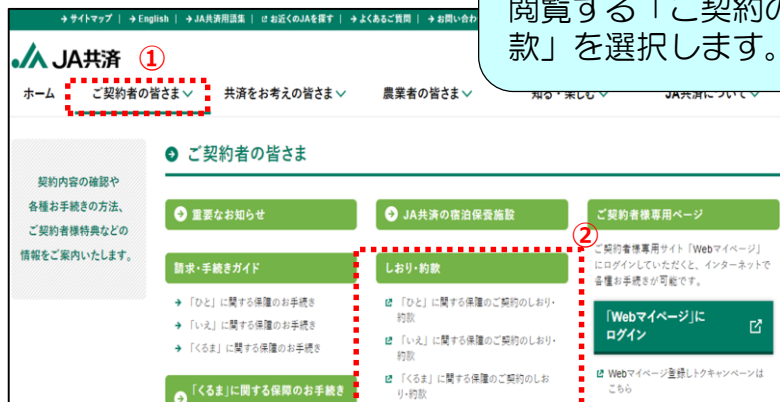 閲覧する「ご契約の
款」を選択します。
→ サイトマップ | → English | → JA共済用語集 | お近くのJAを探す | → よくあるご質問 | → お問い合わ
JA共済
①
ホーム ご契約者の皆さま 共済をお考えの皆さま 農業者の皆さま 知る・楽しむ JA共済について
契約内容の確認や
各種お手続きの方法、
ご契約者様特典などの
情報をご案内いたします。
ご契約者の皆さま
重要なお知らせ
請求・手続きガイド
→ 「ひと」に関する保障のお手続き
→ 「いえ」に関する保障のお手続き
→ 「くるま」に関する保障のお手続き
「くるま」に関する保障のお手続き
JA共済の宿泊保養施設
②
しおり・約款
「ひと」に関する保障のご契約のしおり・
約款
「いえ」に関する保障のご契約のしおり・
約款
「くるま」に関する保障のご契約のしお
り・約款
ご契約者様専用ページ
ご契約者様専用サイト「Webマイページ」
にログインしていただくと、インターネットで
各種お手続きが可能です。
「Webマイページ」に
ログイン
Webマイページ登録しトクキャンペーンは
こちら